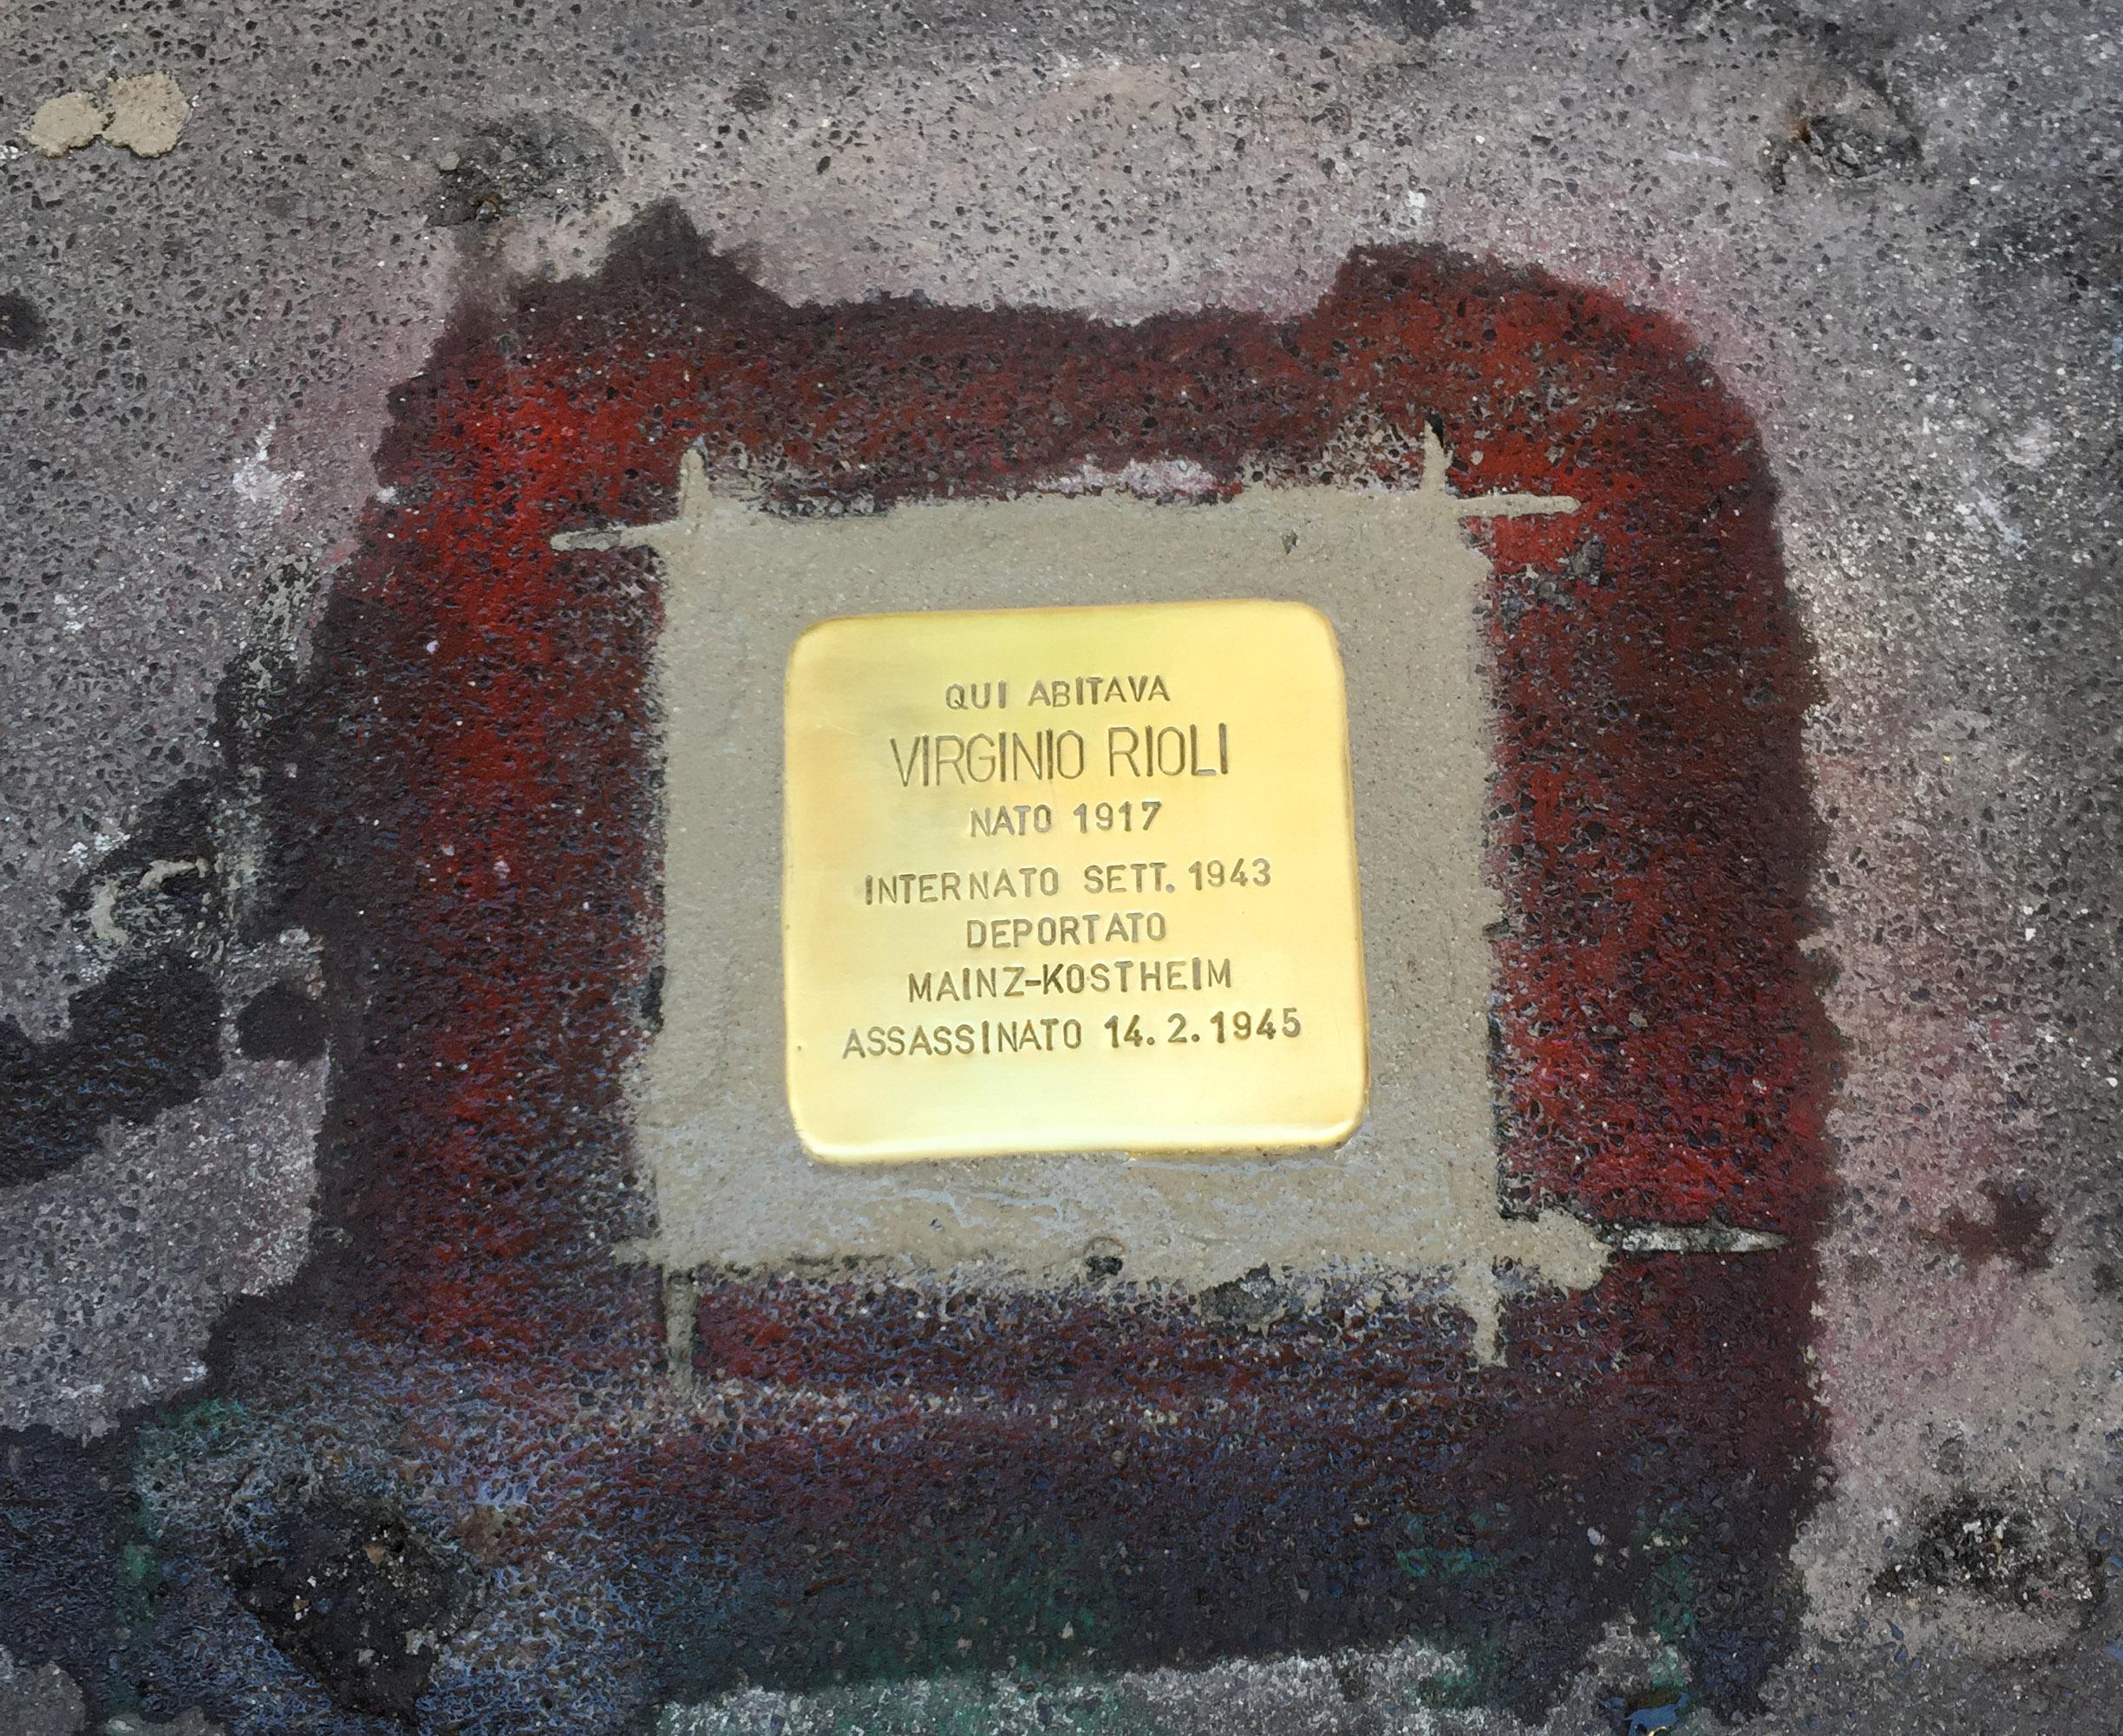 QUI ABITAVA
VIRGINIO RIOLI
NATO 1917
INTERNATO SETT. 1943
DEPORTATO
MAINZ-KOSTHEIM
ASSASSINATO 14.2.1945